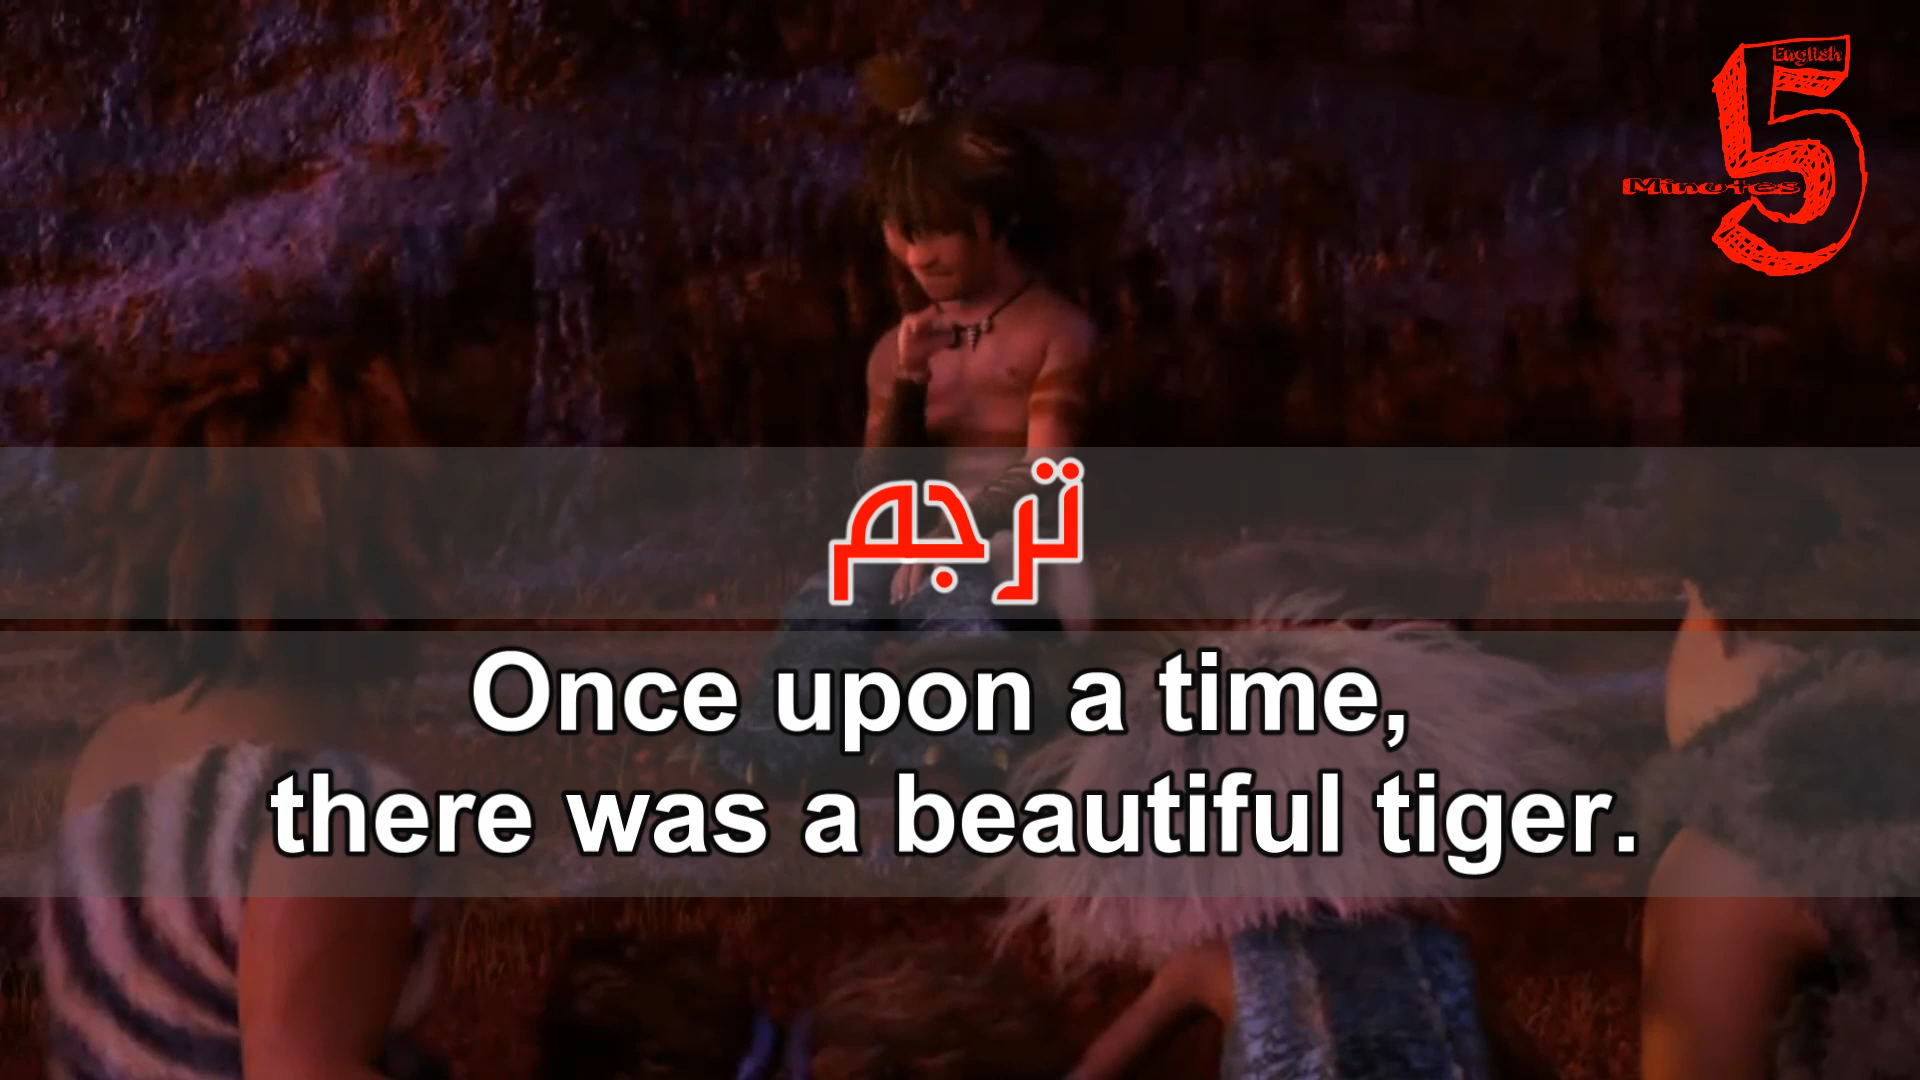 English
5
Minutes
ترجم
Once upon a time,
there was a beautiful tiger.